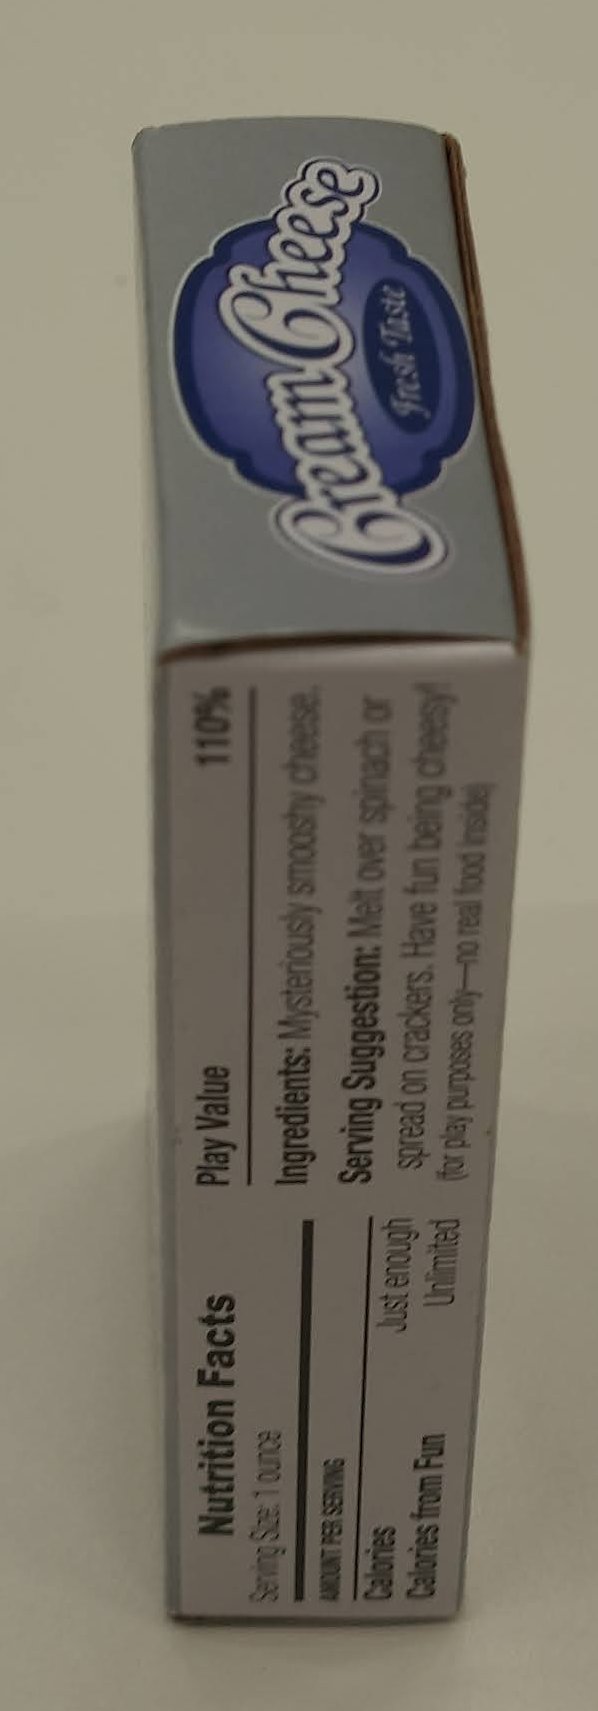 Cream Cheese
Fresh Taste
Nutrition Facts
Serving Size: 1 ounce
AMOUNT PER SERVING
Calories Just enough
Calories from Fun Unlimited
Play Value 110%
Ingredients: Mysteriously smooshy cheese.
Serving Suggestion: Melt over spinach or
spread on crackers. Have fun being cheesy!
(for play purposes only—no real food inside)